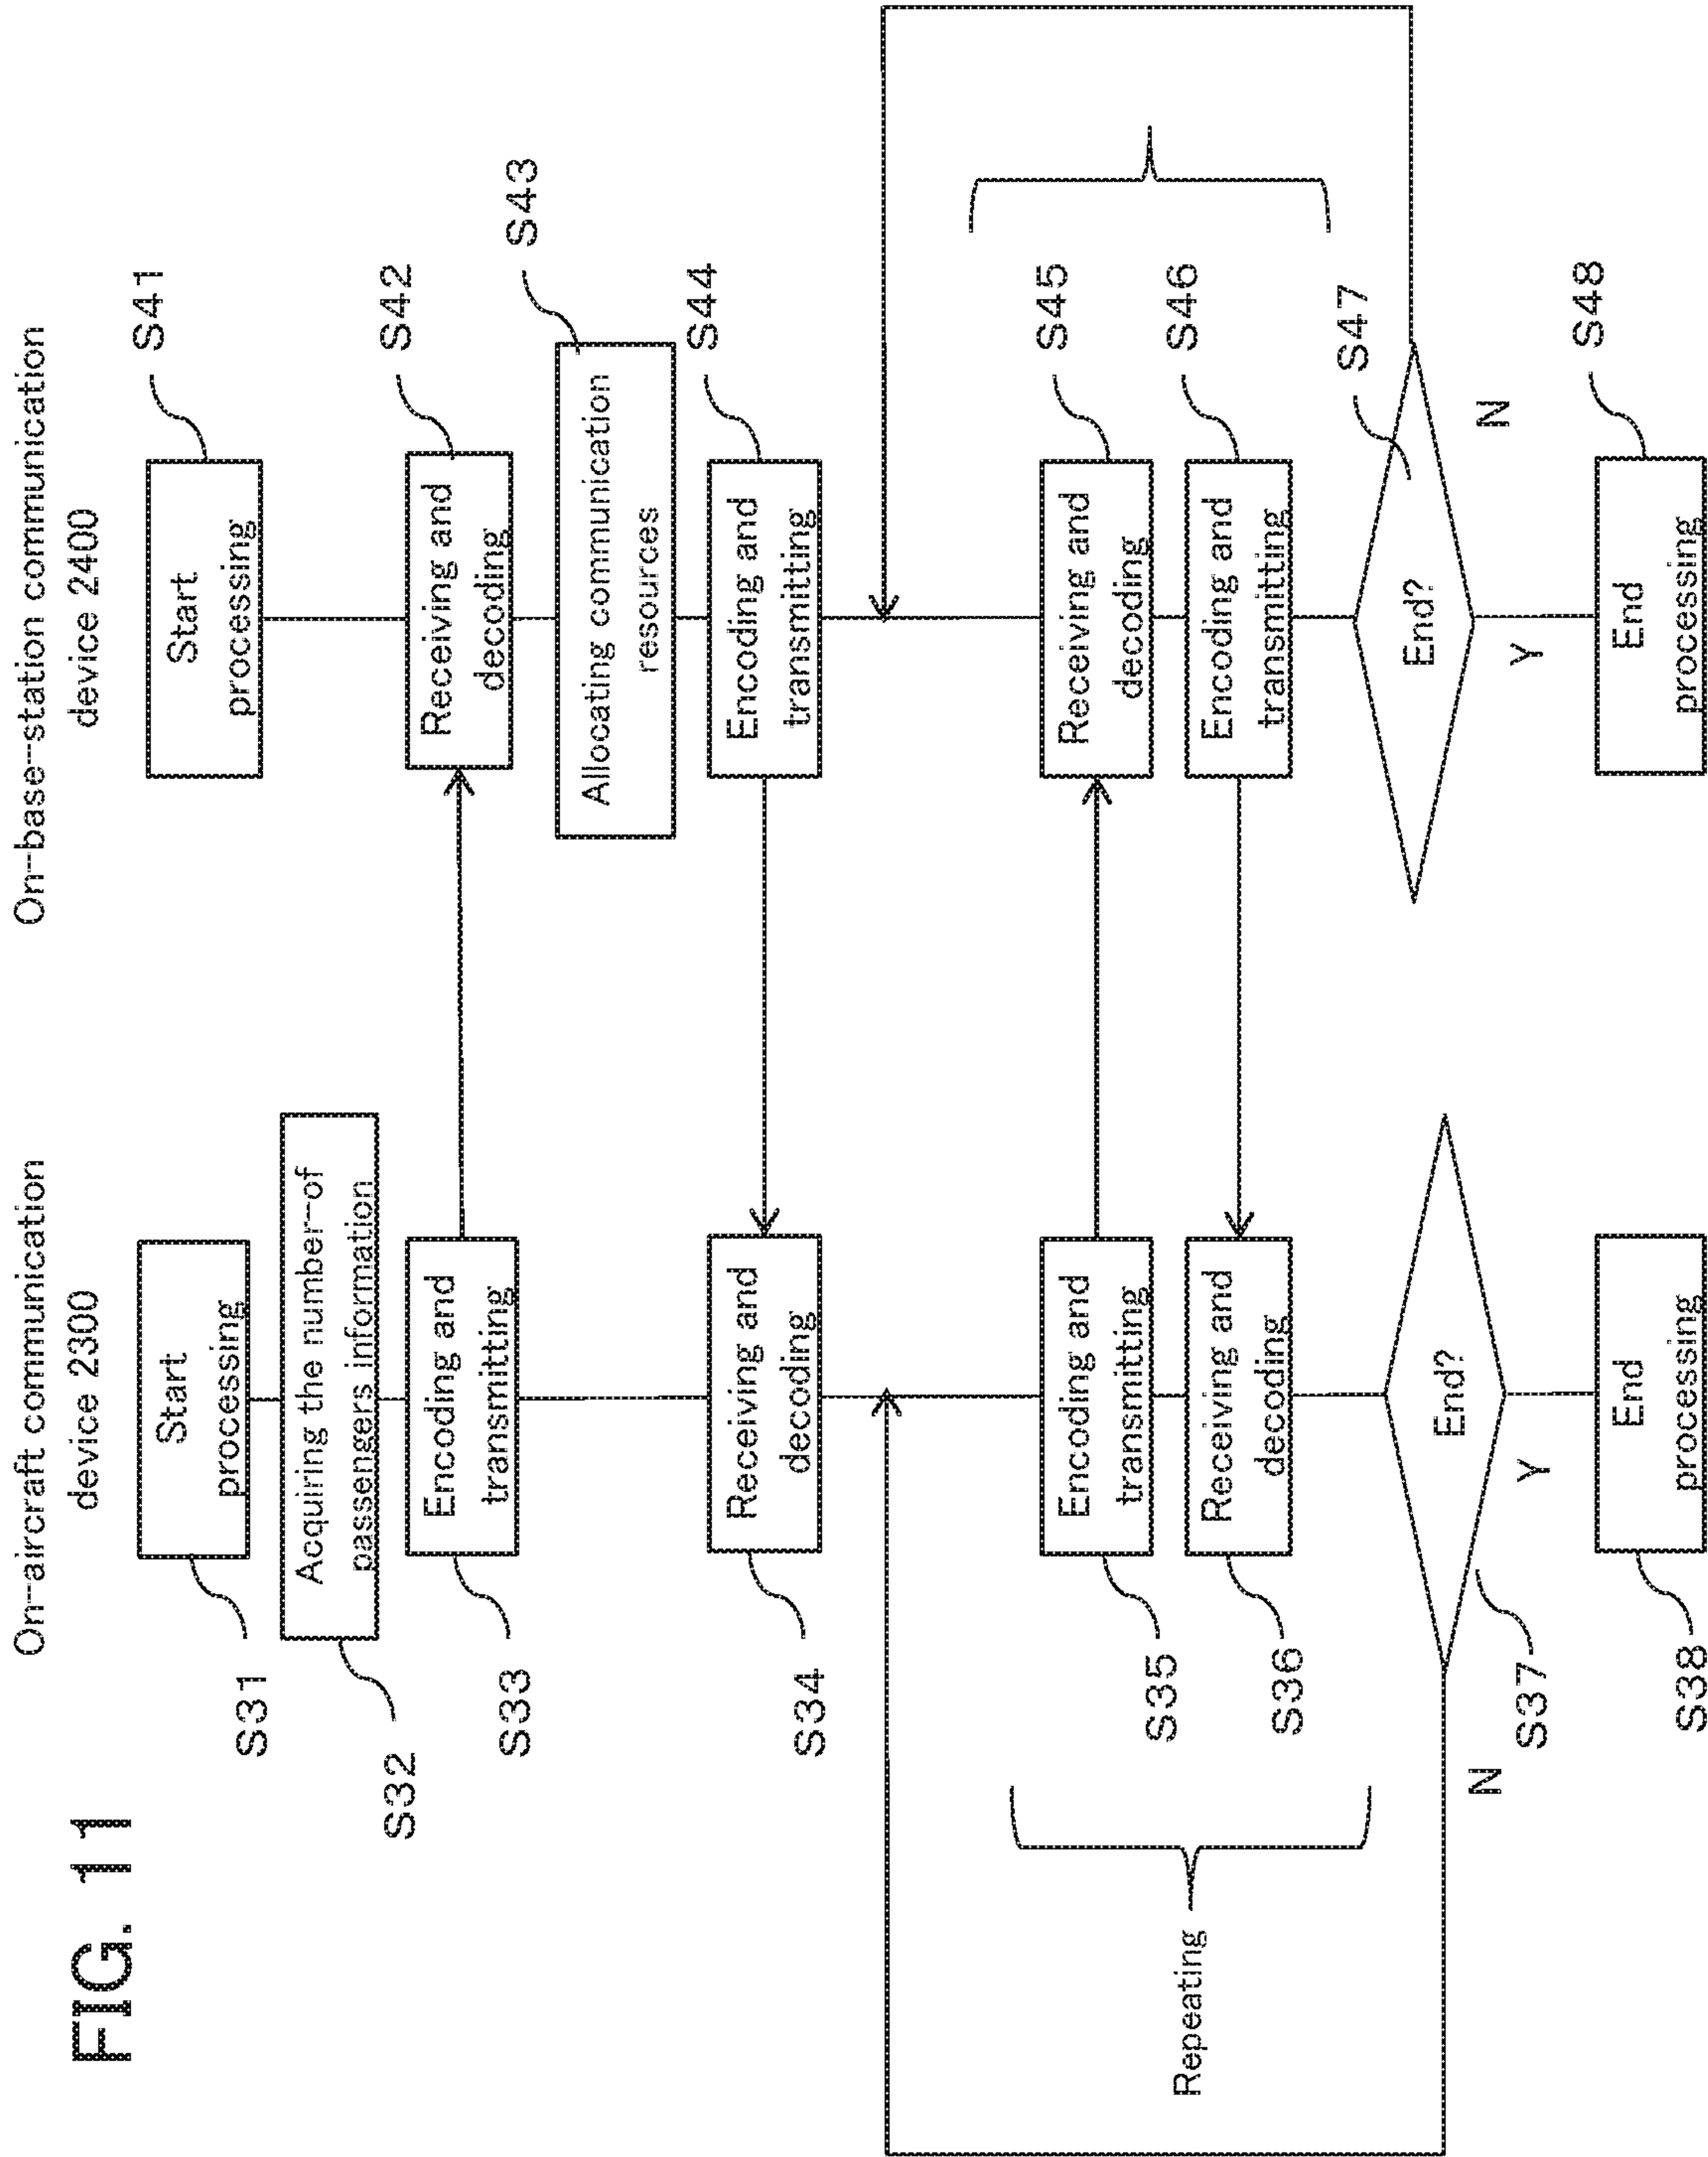 FIG. 11
On-aircraft communication
device 2300
On-base-station communication
device 2400
S31
Start
processing
S41
Start
processing
S32
Acquiring the number-of
passengers information
S33
Encoding and
transmitting
S42
Receiving and
decoding
S43
Allocating communication
resources
S34
Receiving and
decoding
S44
Encoding and
transmitting
Repeating
S35
Encoding and
transmitting
S45
Receiving and
decoding
S36
Receiving and
decoding
S46
Encoding and
transmitting
S37
End?
N
Y
S47
End?
N
Y
S38
End
processing
S48
End
processing